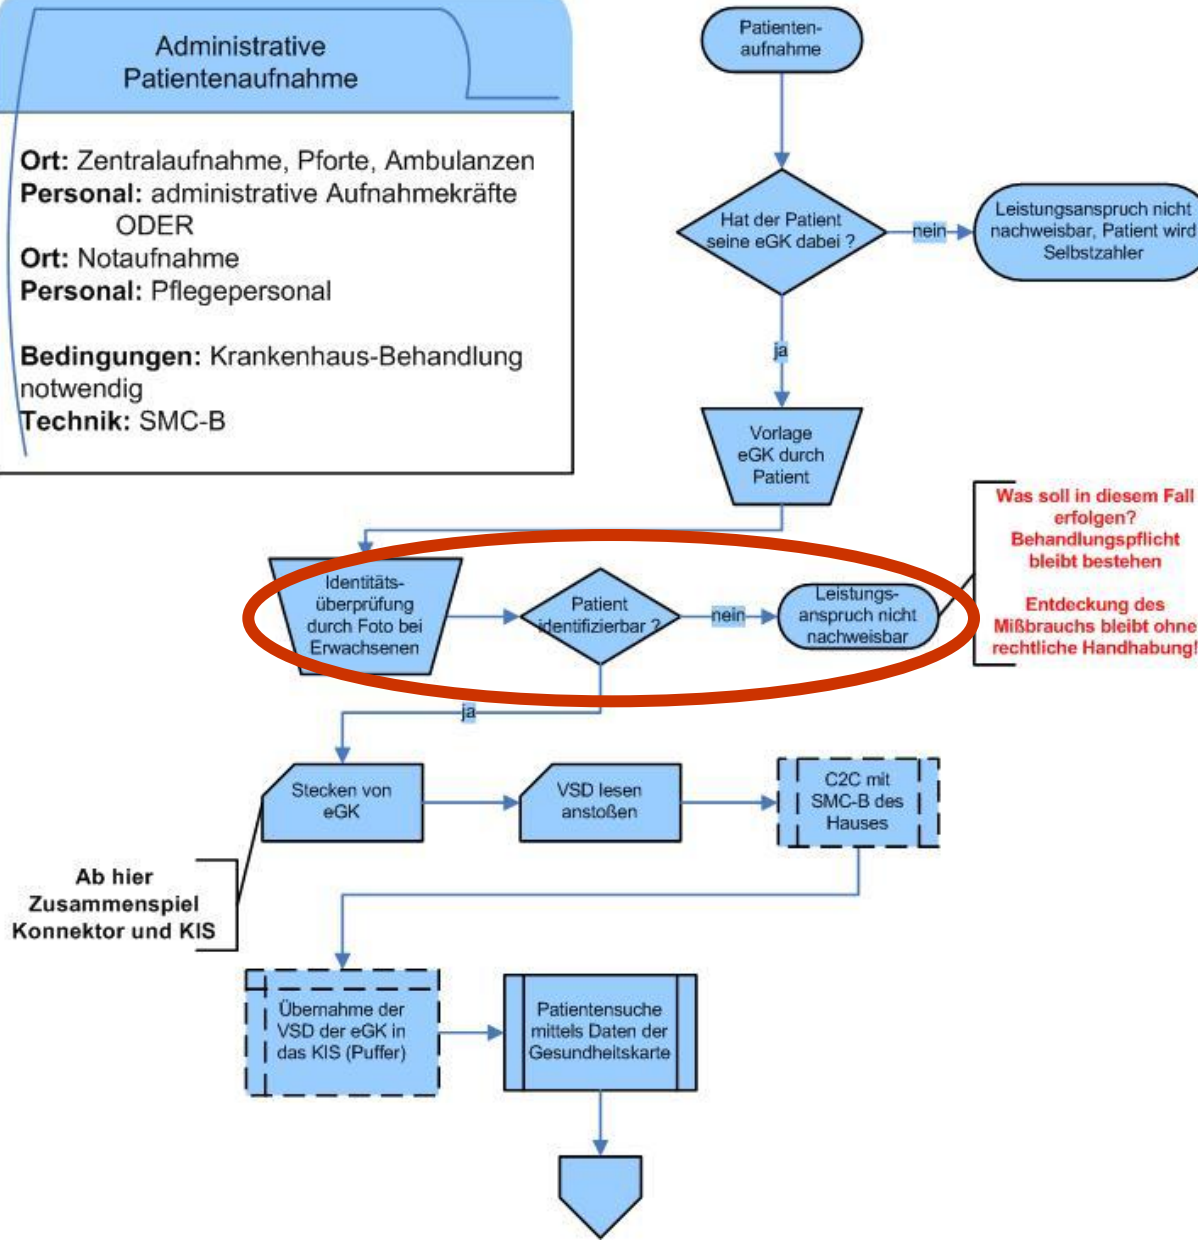 Administrative
Patientenaufnahme
Ort: Zentralaufnahme, Pforte, Ambulanzen
Personal: administrative Aufnahmekräfte
ODER
Ort: Notaufnahme
Personal: Pflegepersonal
Bedingungen: Krankenhaus-Behandlung
notwendig
Technik: SMC-B
Patienten-
aufnahme
Hat der Patient
seine eGK dabei ?
nein
Leistungsanspruch nicht
nachweisbar, Patient wird
Selbstzahler
ja
Vorlage
eGK durch
Patient
Identitäts-
überprüfung
durch Foto bei
Erwachsenen
Patient
identifizierbar ?
nein
Leistungs-
anspruch nicht
nachweisbar
Was soll in diesem Fall
erfolgen?
Behandlungspflicht
bleibt bestehen
Entdeckung des
Mißbrauchs bleibt ohne
rechtliche Handhabung!
ja
Stecken von
eGK
VSD lesen
anstoßen
C2C mit
SMC-B des
Hauses
Ab hier
Zusammenspiel
Konnektor und KIS
Übernahme der
VSD der eGK in
das KIS (Puffer)
Patientensuche
mittels Daten der
Gesundheitskarte